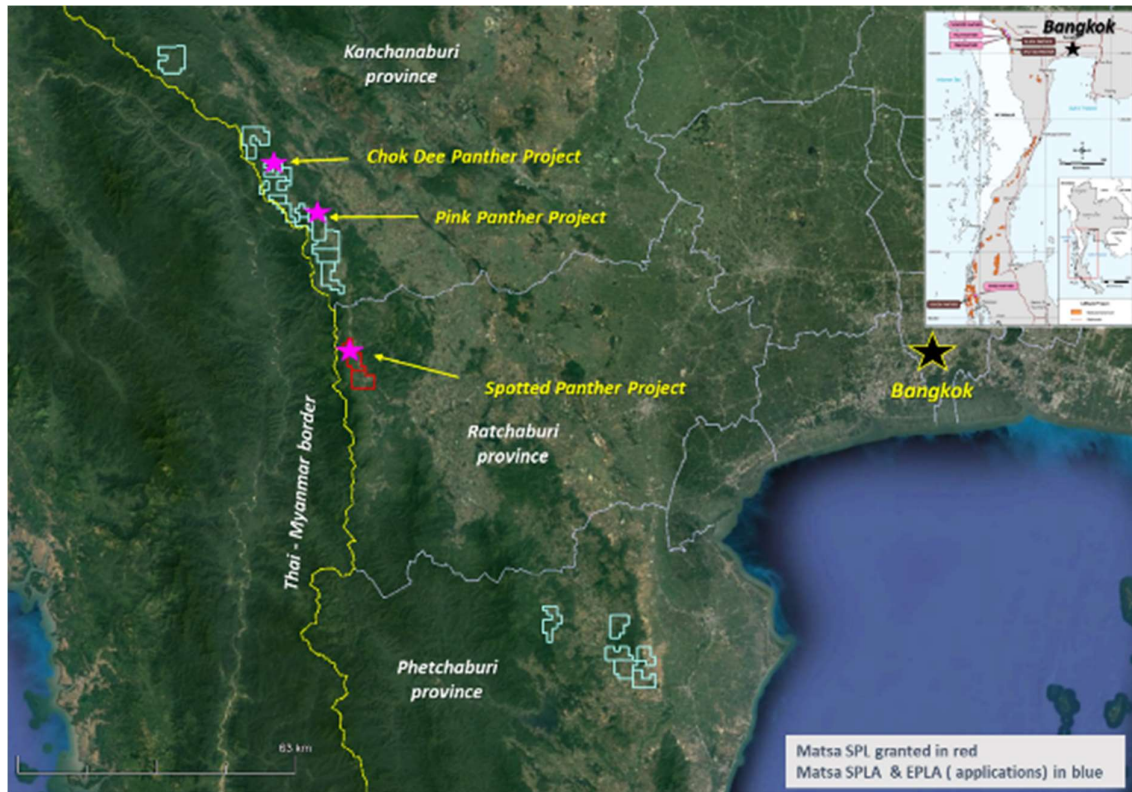 Kanchanaburi
province
Bangkok
Chok Dee Panther Project
Pink Panther Project
Spotted Panther Project
Bangkok
Ratchaburi
province
Thai - Myanmar border
Phetchaburi
province
63 km
Matsa SPL granted in red
Matsa SPLA & EPLA ( applications) in blue